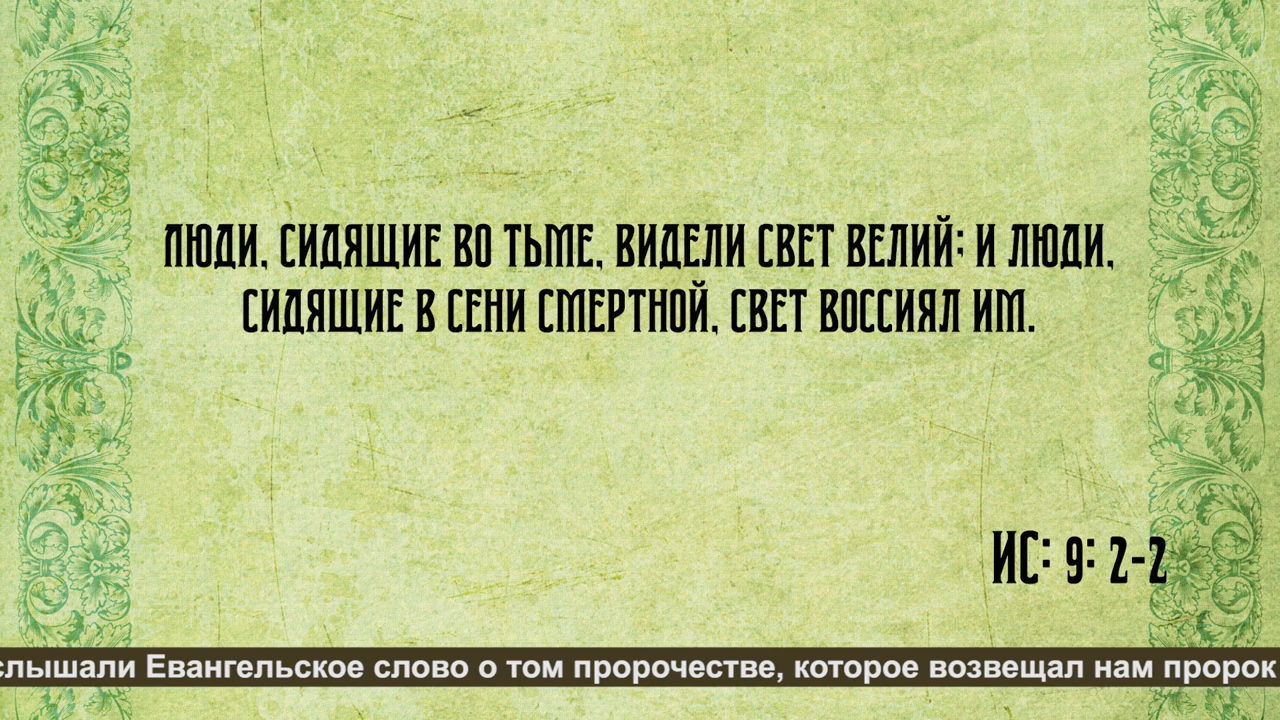 ЛЮДИ, СИДЯЩИЕ ВО ТЬМЕ, ВИДЕЛИ СВЕТ ВЕЛИЙ; И ЛЮДИ,
СИДЯЩИЕ В СЕНИ СМЕРТНОЙ, СВЕТ ВОССИЯЛ ИМ.
ИС: 9: 2-2
слышали Евангельское слово о том пророчестве, которое возвещал нам пророк